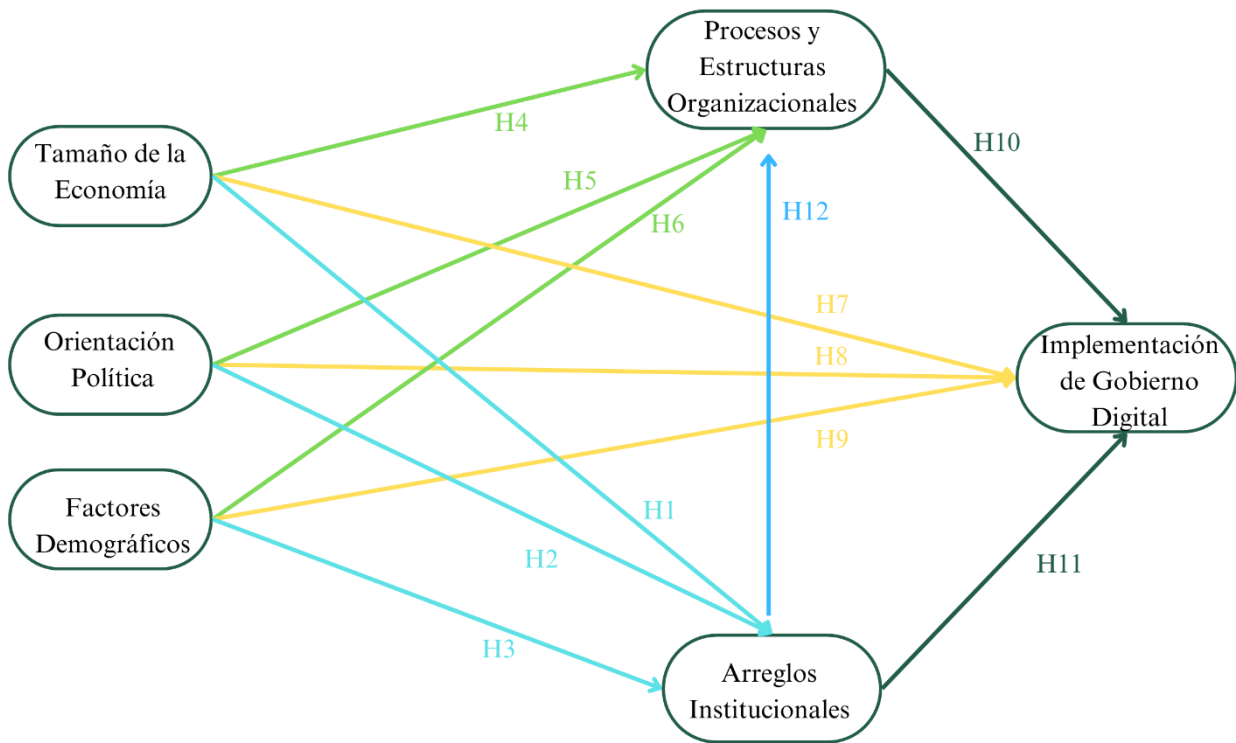 Procesos y
Estructuras
Organizacionales
H4
H10
Tamaño de la
Economía
H5
H12
H6
H7
Orientación
Política
H8
Implementación
de Gobierno
Digital
H9
Factores
Demográficos
H1
H2
H11
H3
Arreglos
Institucionales